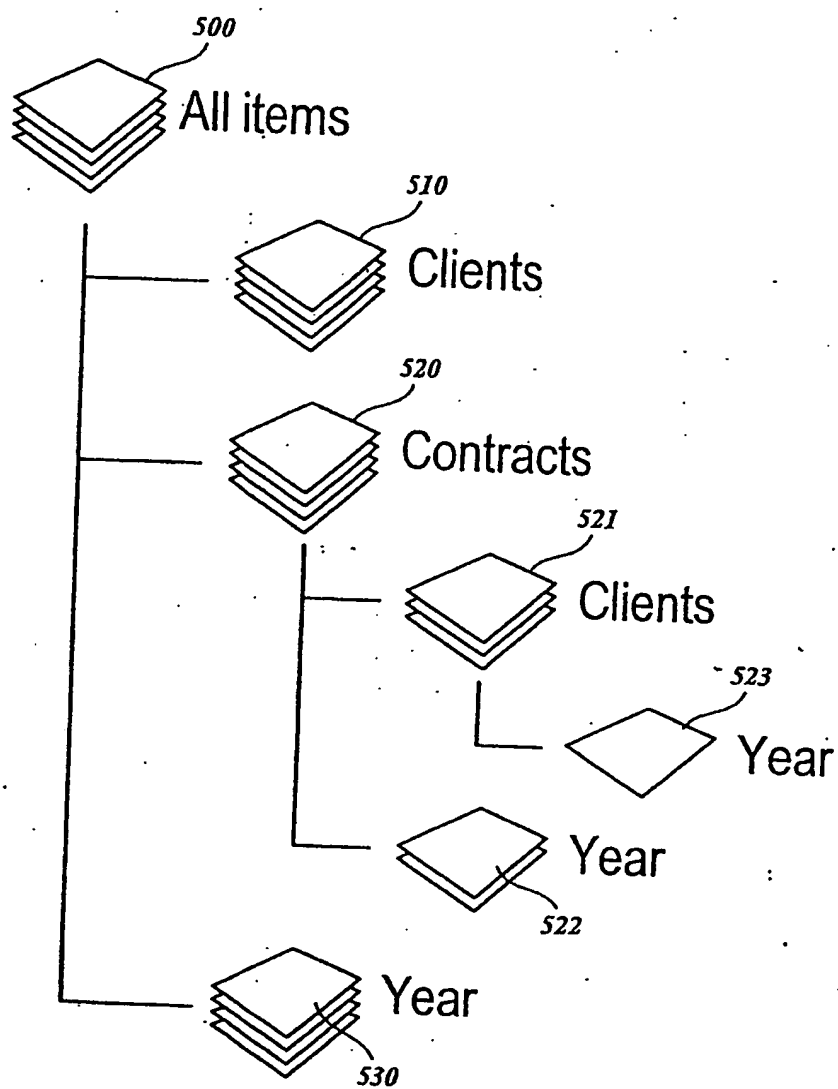 500
All items
510
Clients
520
Contracts
521
Clients
523
Year
Year
522
Year
530